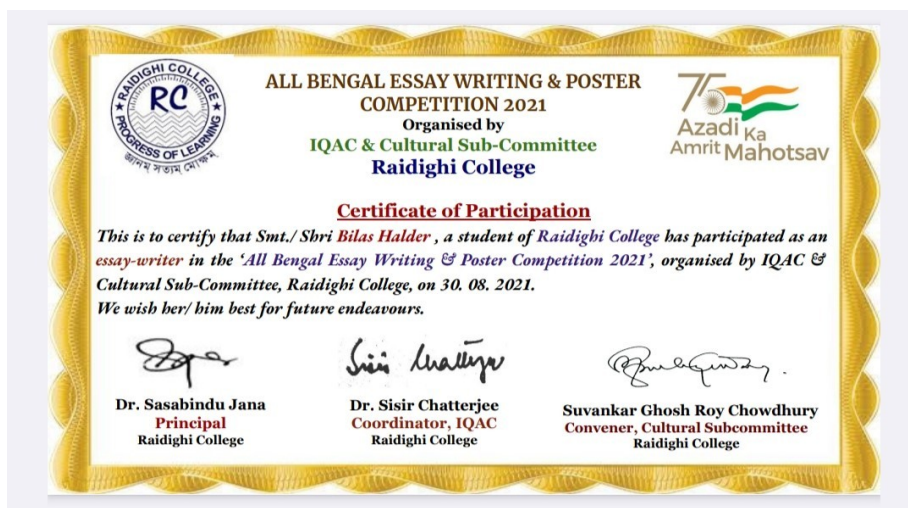 RAIDIGHI COLLEGE
RC
PROGRESS OF LEARNING
জ্ঞানম সত্যম মোক্ষম
ALL BENGAL ESSAY WRITING & POSTER
COMPETITION 2021
Organised by
IQAC & Cultural Sub-Committee
Raidighi College
75
Azadi Ka
Amrit Mahotsav
Certificate of Participation
This is to certify that Smt./ Shri Bilas Halder , a student of Raidighi College has participated as an
essay-writer in the ‘All Bengal Essay Writing & Poster Competition 2021’, organised by IQAC &
Cultural Sub-Committee, Raidighi College, on 30. 08. 2021.
We wish her/ him best for future endeavours.
Sisir Chatterjee
Dr. Sasabindu Jana
Principal
Raidighi College
Dr. Sisir Chatterjee
Coordinator, IQAC
Raidighi College
Suvankar Ghosh Roy Chowdhury
Convener, Cultural Subcommittee
Raidighi College